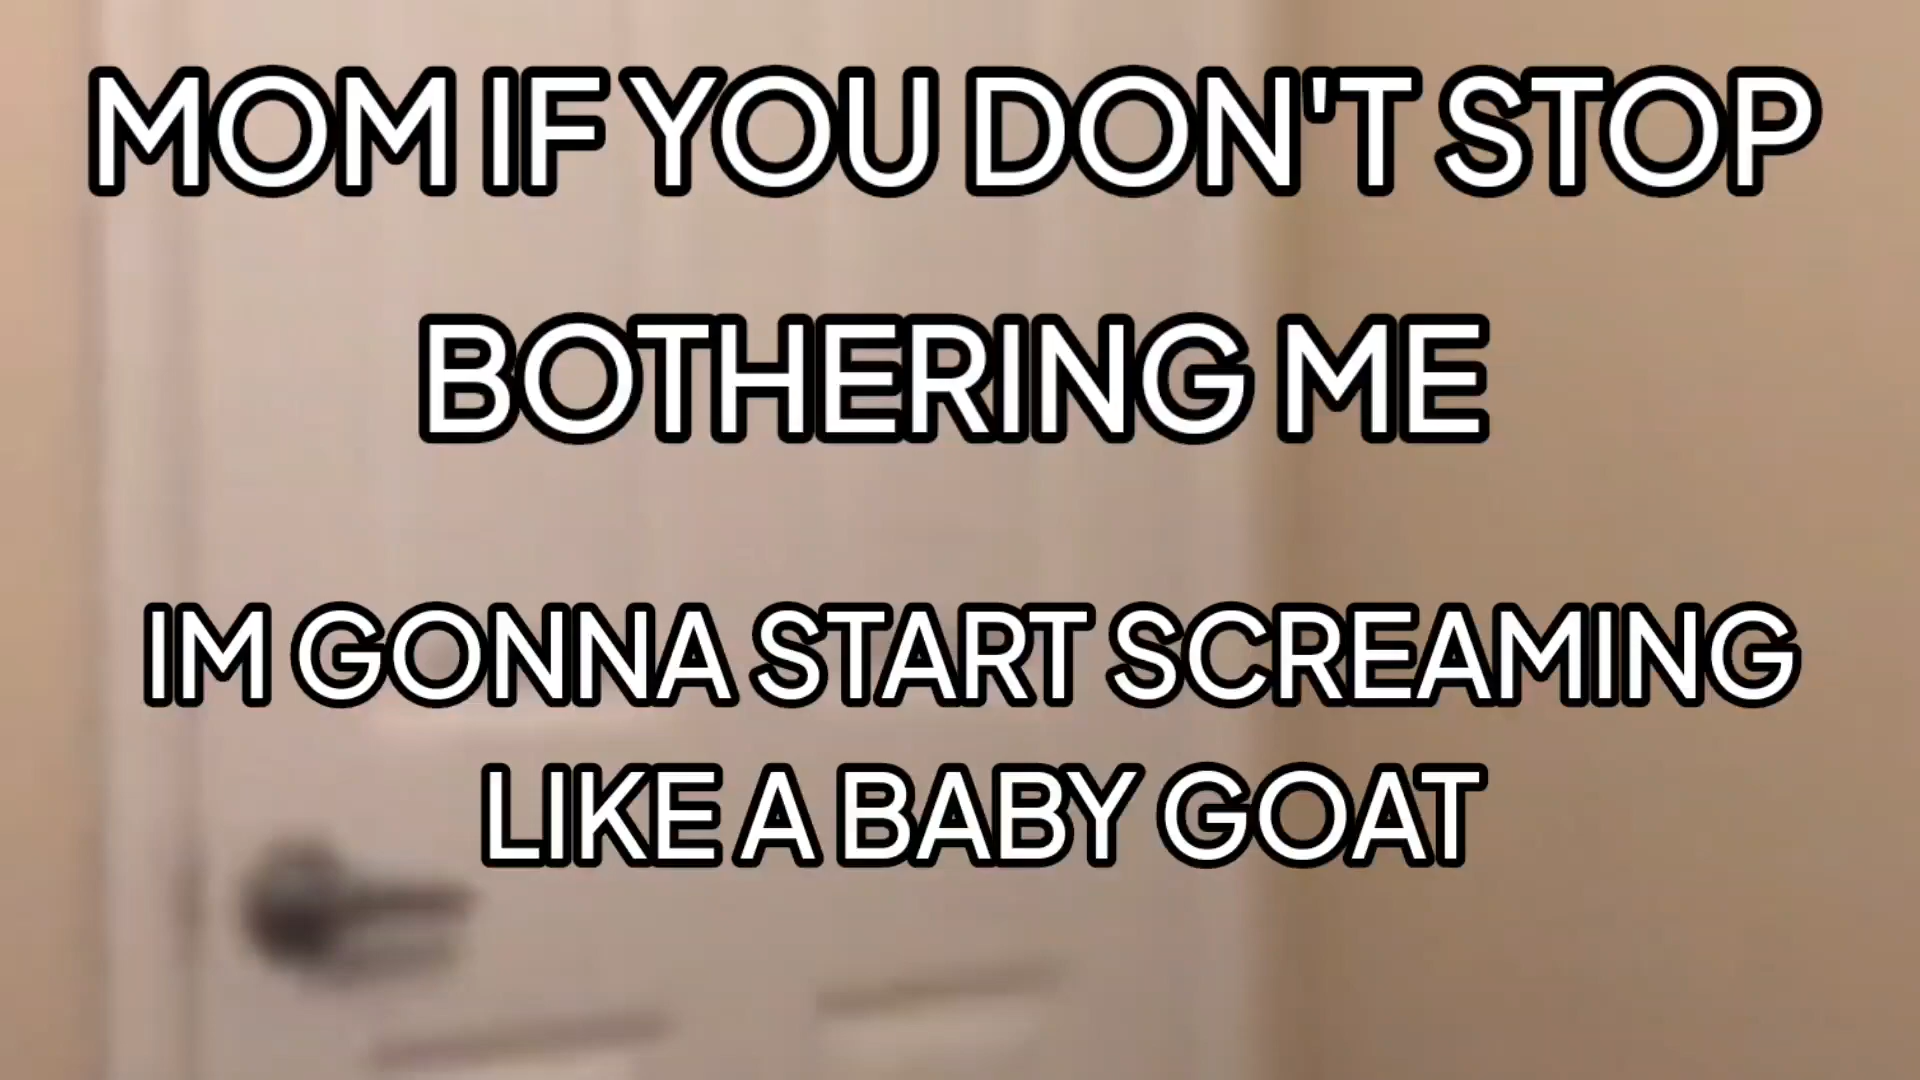 MOM IF YOU DON'T STOP
BOTHERING ME
IM GONNA START SCREAMING
LIKE A BABY GOAT